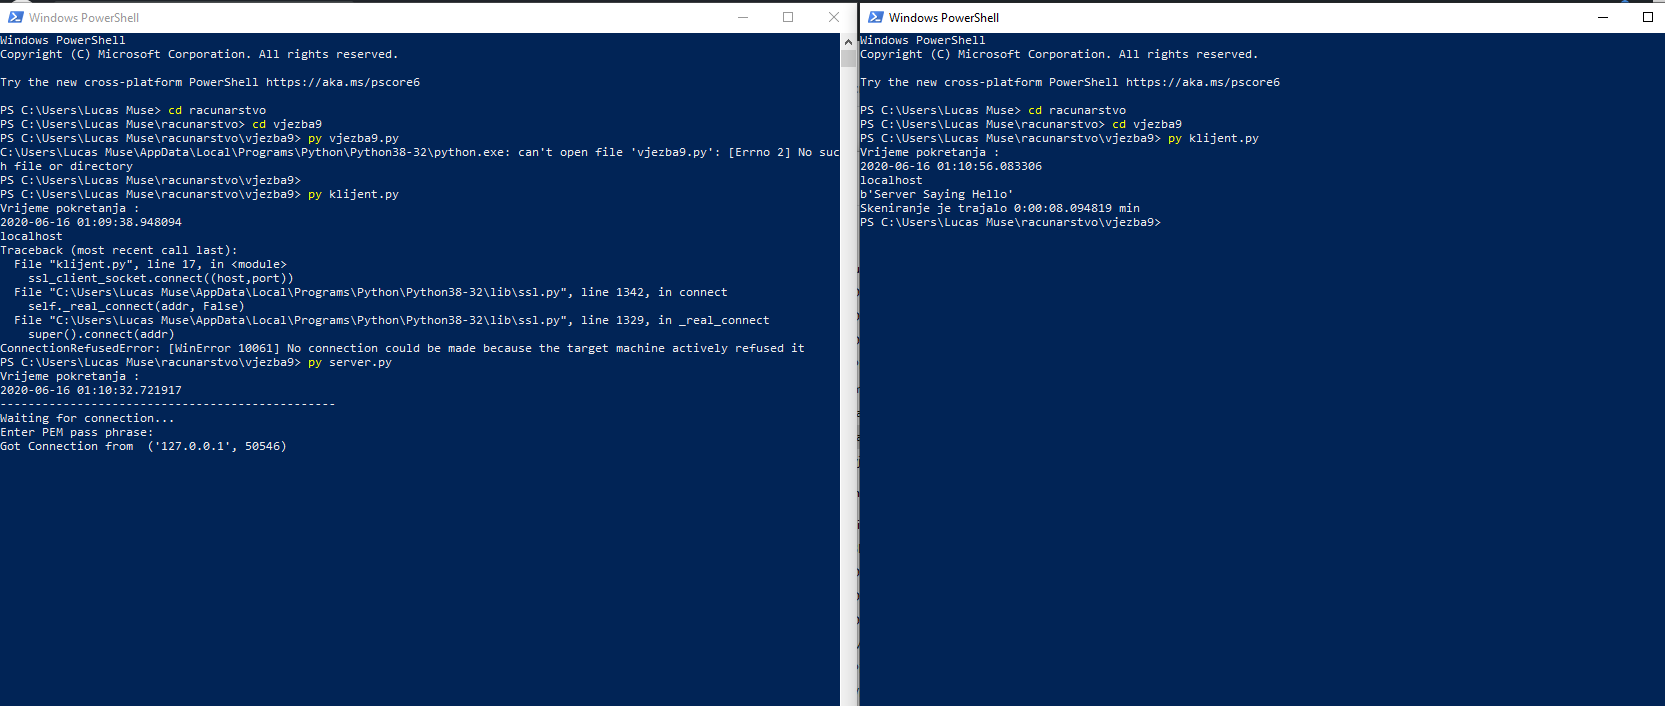 Windows PowerShell
Windows PowerShell
Copyright (C) Microsoft Corporation. All rights reserved.
Try the new cross-platform PowerShell https://aka.ms/pscore6
PS C:\Users\Lucas Muse> cd racunarstvo
PS C:\Users\Lucas Muse\racunarstvo> cd vjezba9
PS C:\Users\Lucas Muse\racunarstvo\vjezba9> py vjezba9.py
C:\Users\Lucas Muse\AppData\Local\Programs\Python\Python38-32\python.exe: can't open file 'vjezba9.py': [Errno 2] No suc
h file or directory
PS C:\Users\Lucas Muse\racunarstvo\vjezba9>
PS C:\Users\Lucas Muse\racunarstvo\vjezba9> py klijent.py
Vrijeme pokretanja :
2020-06-16 01:09:38.948094
localhost
Traceback (most recent call last):
  File "klijent.py", line 17, in <module>
    ssl_client_socket.connect((host,port))
  File "C:\Users\Lucas Muse\AppData\Local\Programs\Python\Python38-32\lib\ssl.py", line 1342, in connect
    self._real_connect(addr, False)
  File "C:\Users\Lucas Muse\AppData\Local\Programs\Python\Python38-32\lib\ssl.py", line 1329, in _real_connect
    super().connect(addr)
ConnectionRefusedError: [WinError 10061] No connection could be made because the target machine actively refused it
PS C:\Users\Lucas Muse\racunarstvo\vjezba9> py server.py
Vrijeme pokretanja :
2020-06-16 01:10:32.721917
------------------------------------------------
Waiting for connection...
Enter PEM pass phrase:
Got Connection from  ('127.0.0.1', 50546)
Windows PowerShell
Windows PowerShell
Copyright (C) Microsoft Corporation. All rights reserved.
Try the new cross-platform PowerShell https://aka.ms/pscore6
PS C:\Users\Lucas Muse> cd racunarstvo
PS C:\Users\Lucas Muse\racunarstvo> cd vjezba9
PS C:\Users\Lucas Muse\racunarstvo\vjezba9> py klijent.py
Vrijeme pokretanja :
2020-06-16 01:10:56.083306
localhost
b'Server Saying Hello'
Skeniranje je trajalo 0:00:08.094819 min
PS C:\Users\Lucas Muse\racunarstvo\vjezba9>